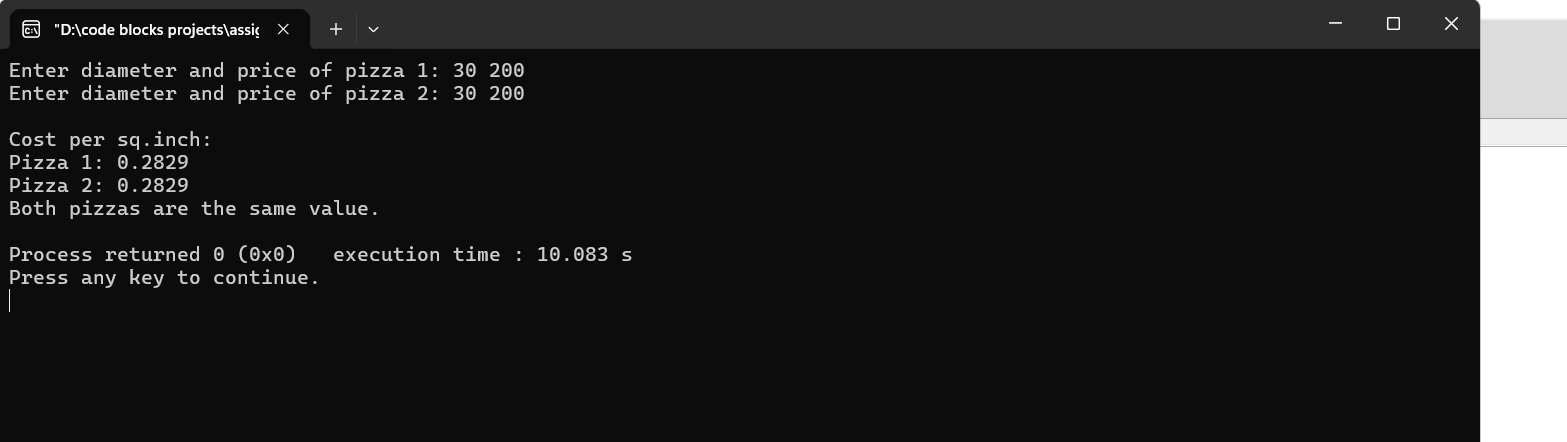 "D:\code blocks projects\assig
Enter diameter and price of pizza 1: 30 200
Enter diameter and price of pizza 2: 30 200
Cost per sq.inch:
Pizza 1: 0.2829
Pizza 2: 0.2829
Both pizzas are the same value.
Process returned 0 (0x0)   execution time : 10.083 s
Press any key to continue.